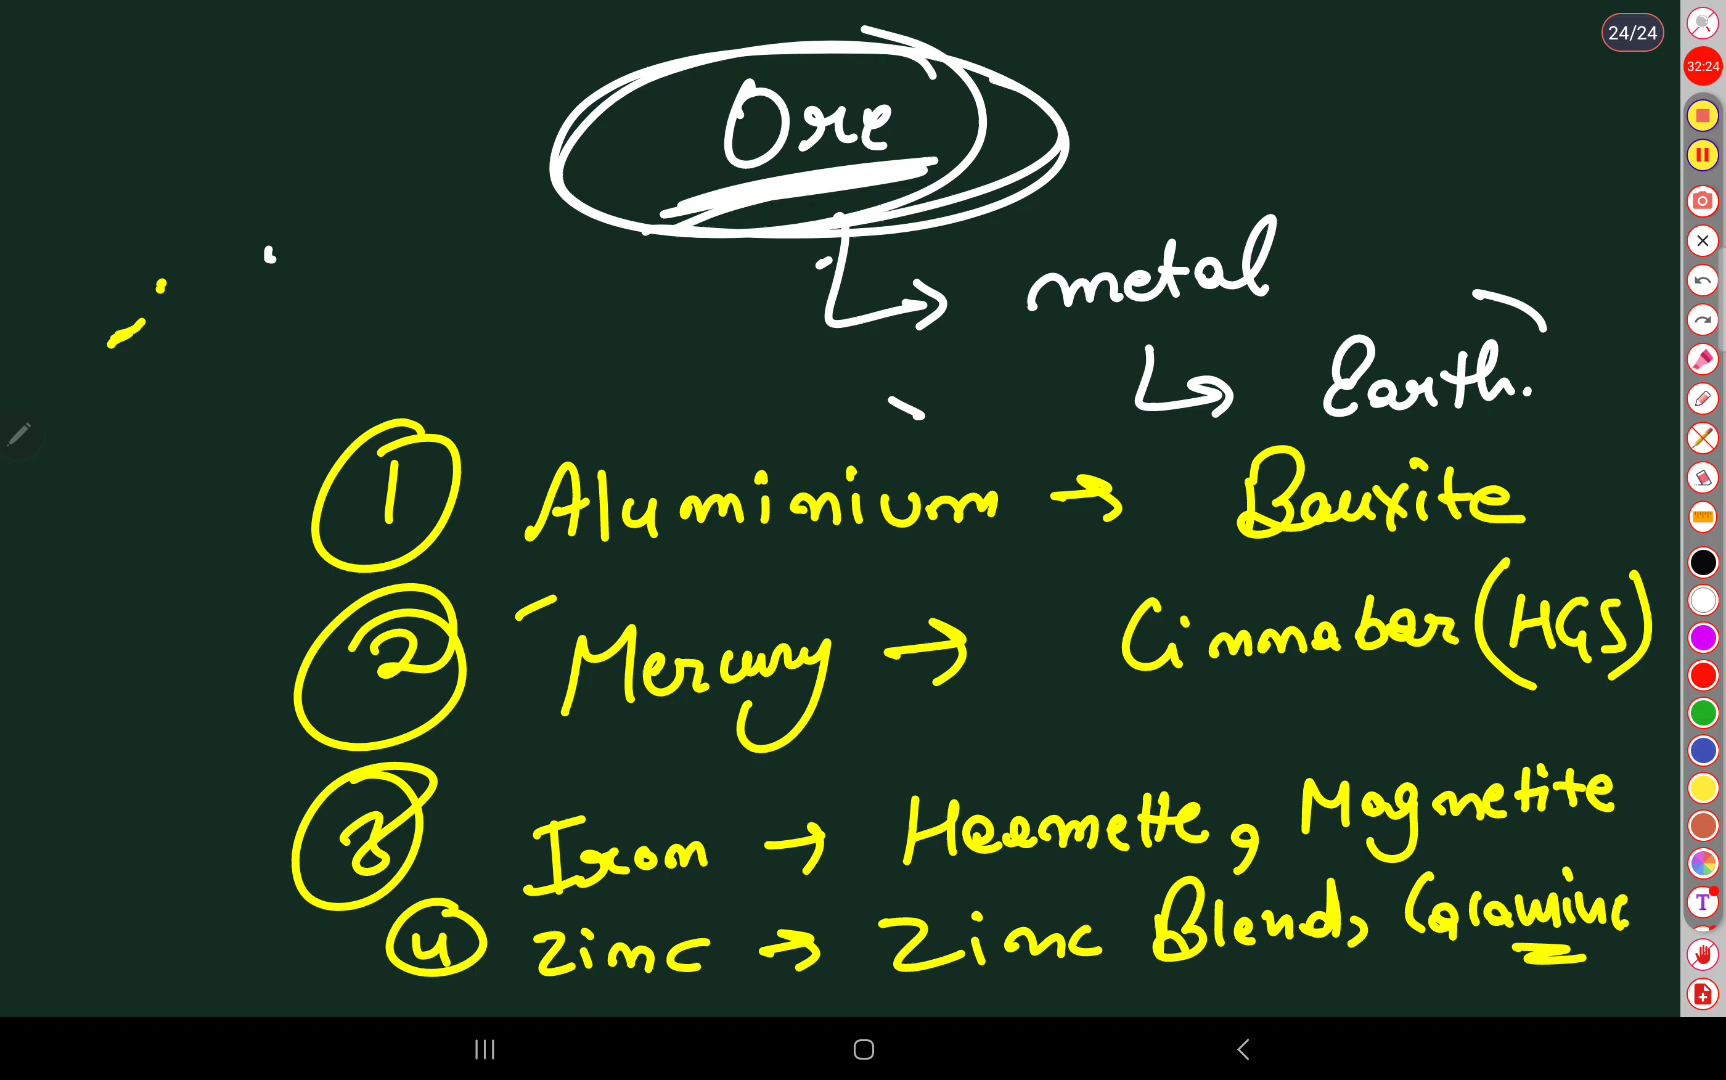 24/24
32:24
Ore
metal
Earth.
1 Aluminium → Bauxite
2 Mercury → Cinnabar (HGS)
3 Iron → Haematte, Magnetite
4 Zinc → Zinc Blend, Calamine
T